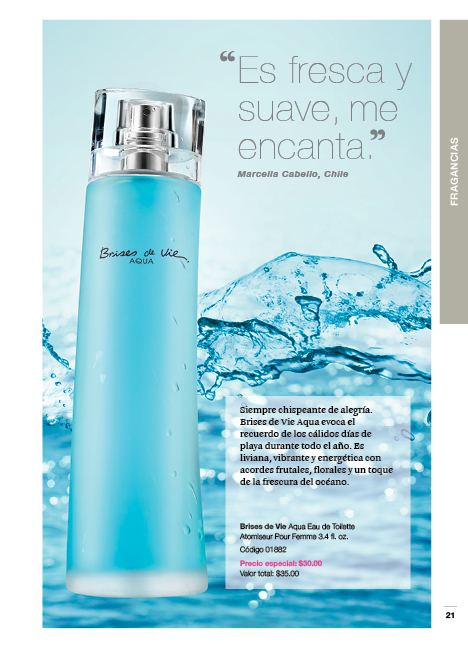 “Es fresca y
suave, me
encanta.”
Marcella Cabello, Chile
FRAGANCIAS
Brises de Vie
AQUA
Siempre chispeante de alegría.
Brises de Vie Aqua evoca el
recuerdo de los cálidos días de
playa durante todo el año. Es
liviana, vibrante y energética con
acordes frutales, florales y un toque
de la frescura del océano.
Brises de Vie Aqua Eau de Toilette
Atomiseur Pour Femme 3.4 fl. oz.
Código 01882
Precio especial: $30.00
Valor total: $35.00
21